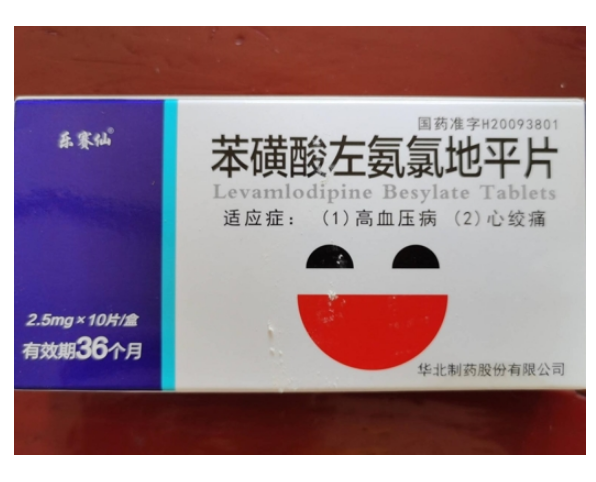 乐赛仙®
国药准字H20093801
苯磺酸左氨氯地平片
Levamlodipine Besylate Tablets
适应症：（1）高血压病（2）心绞痛
2.5mg×10片/盒
有效期36个月
华北制药股份有限公司